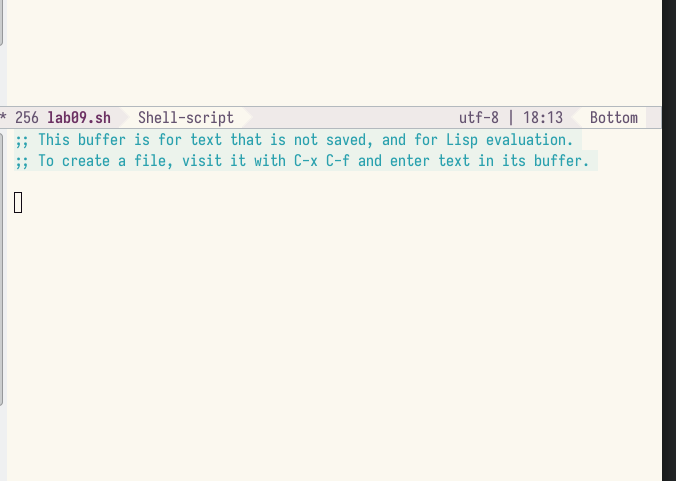 * 256 lab09.sh Shell-script utf-8 | 18:13 Bottom
;; This buffer is for text that is not saved, and for Lisp evaluation.
;; To create a file, visit it with C-x C-f and enter text in its buffer.